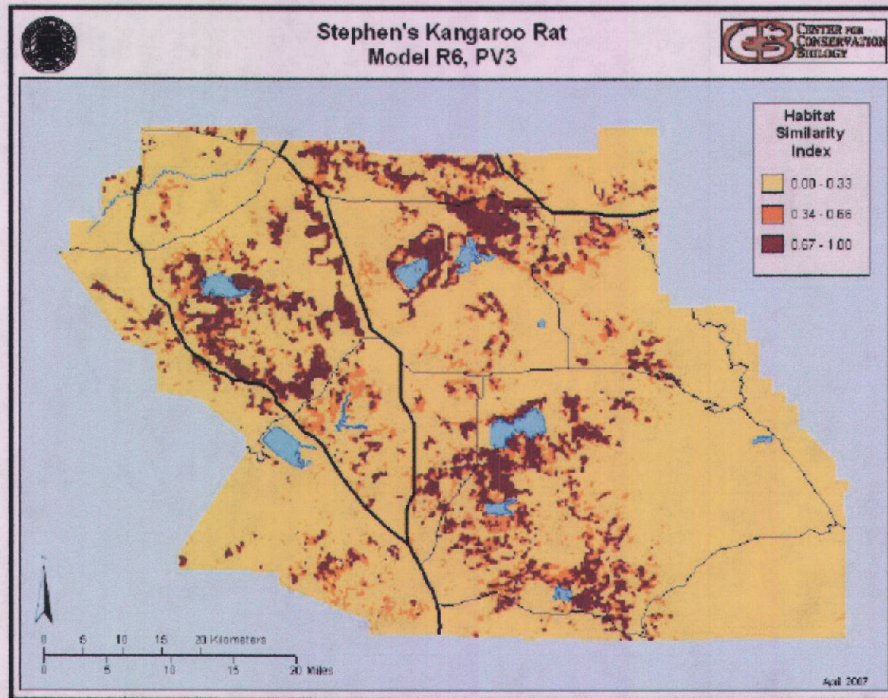 Stephen's Kangaroo Rat
Model R6, PV3
CENTER FOR
CONSERVATION
BIOLOGY
Habitat
Similarity
Index
0.00 - 0.33
0.34 - 0.66
0.67 - 1.00
0 5 10 15 20 Kilometers
0 5 10 15 20 Miles
April 2007